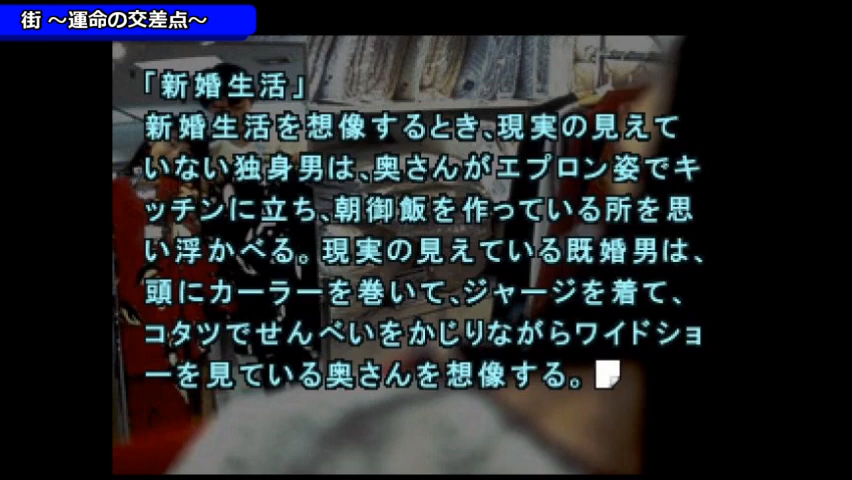 街 ～運命の交差点～
「新婚生活」
新婚生活を想像するとき、現実の見えて
いない独身男は、奥さんがエプロン姿でキ
ッチンに立ち、朝御飯を作っている所を思
い浮かべる。現実の見えている既婚男は、
頭にカーラーを巻いて、ジャージを着て、
コタツでせんべいをかじりながらワイドショ
ーを見ている奥さんを想像する。